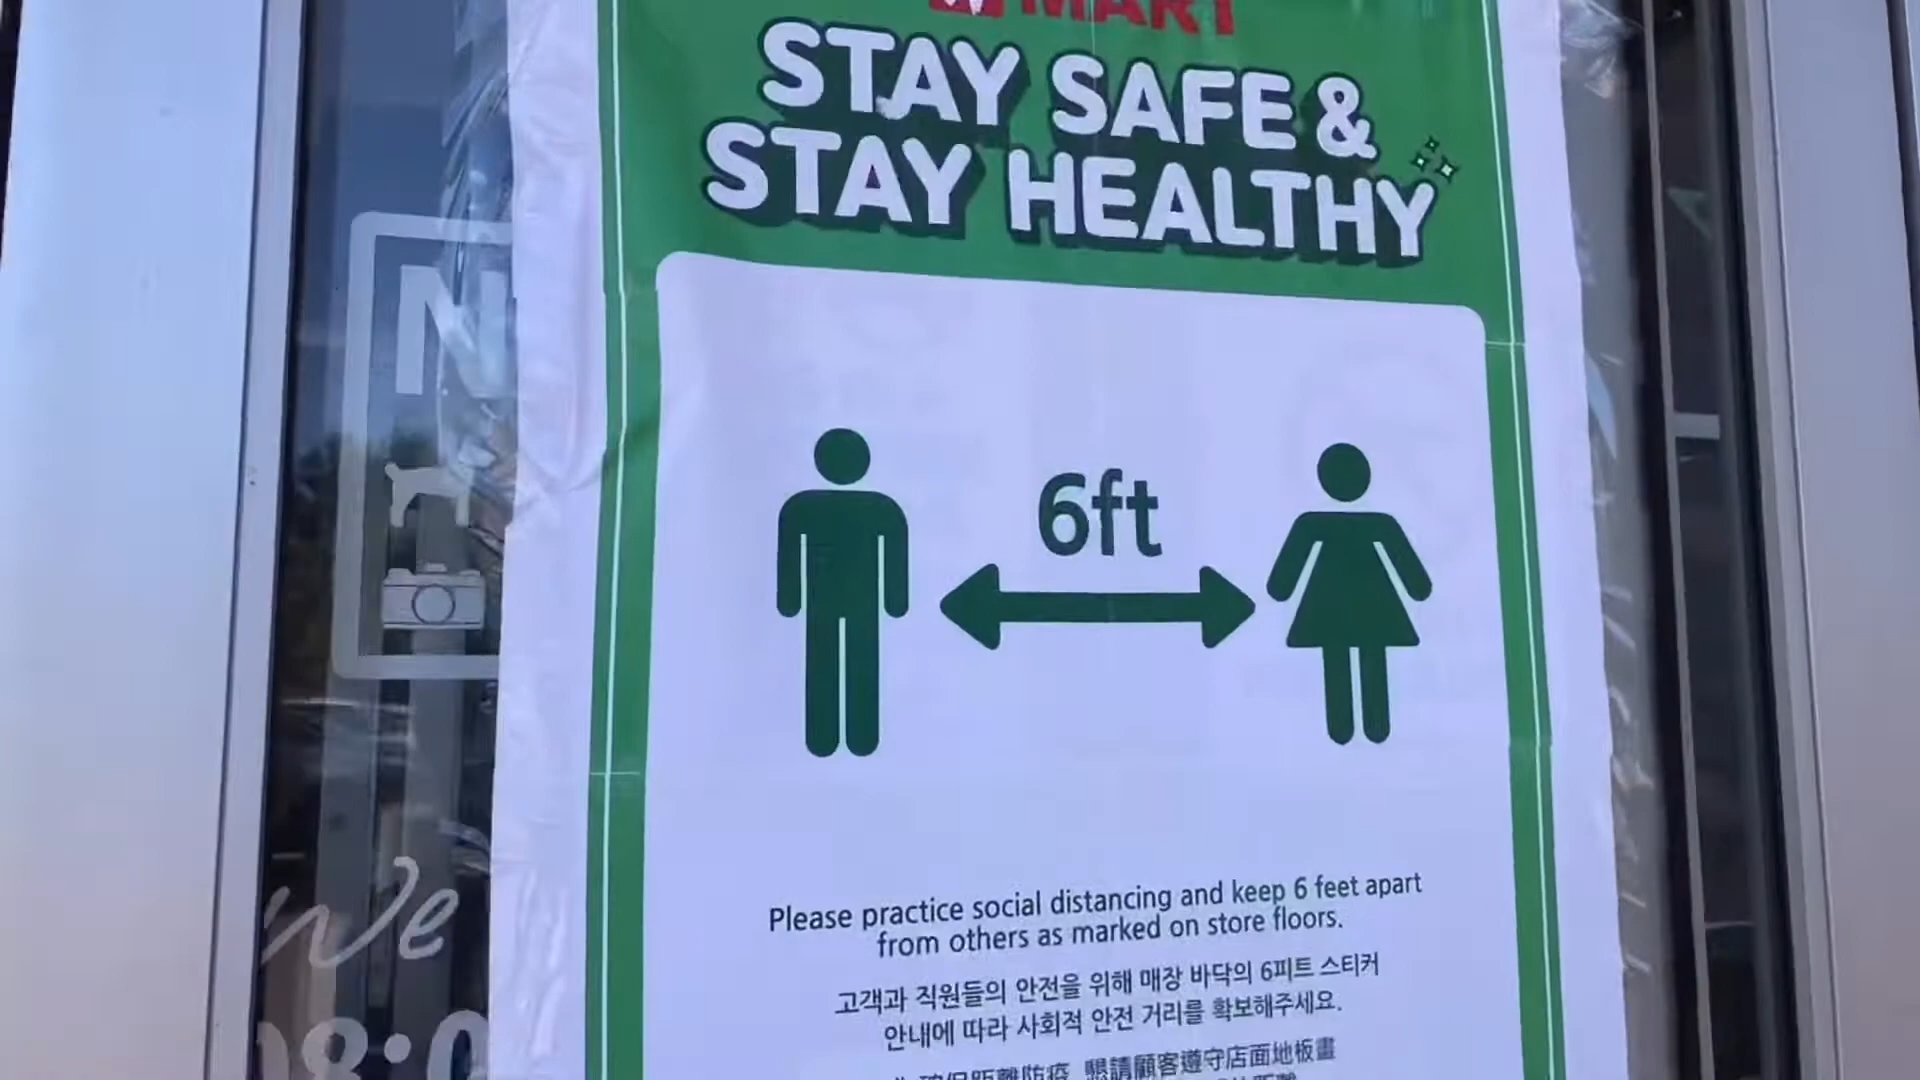 MART
STAY SAFE &
STAY HEALTHY
6ft
Please practice social distancing and keep 6 feet apart
from others as marked on store floors.
고객과 직원들의 안전을 위해 매장 바닥의 6피트 스티커
안내에 따라 사회적 안전 거리를 확보해주세요.
確保距離防疫 懇請顧客遵守店面地板畫
We